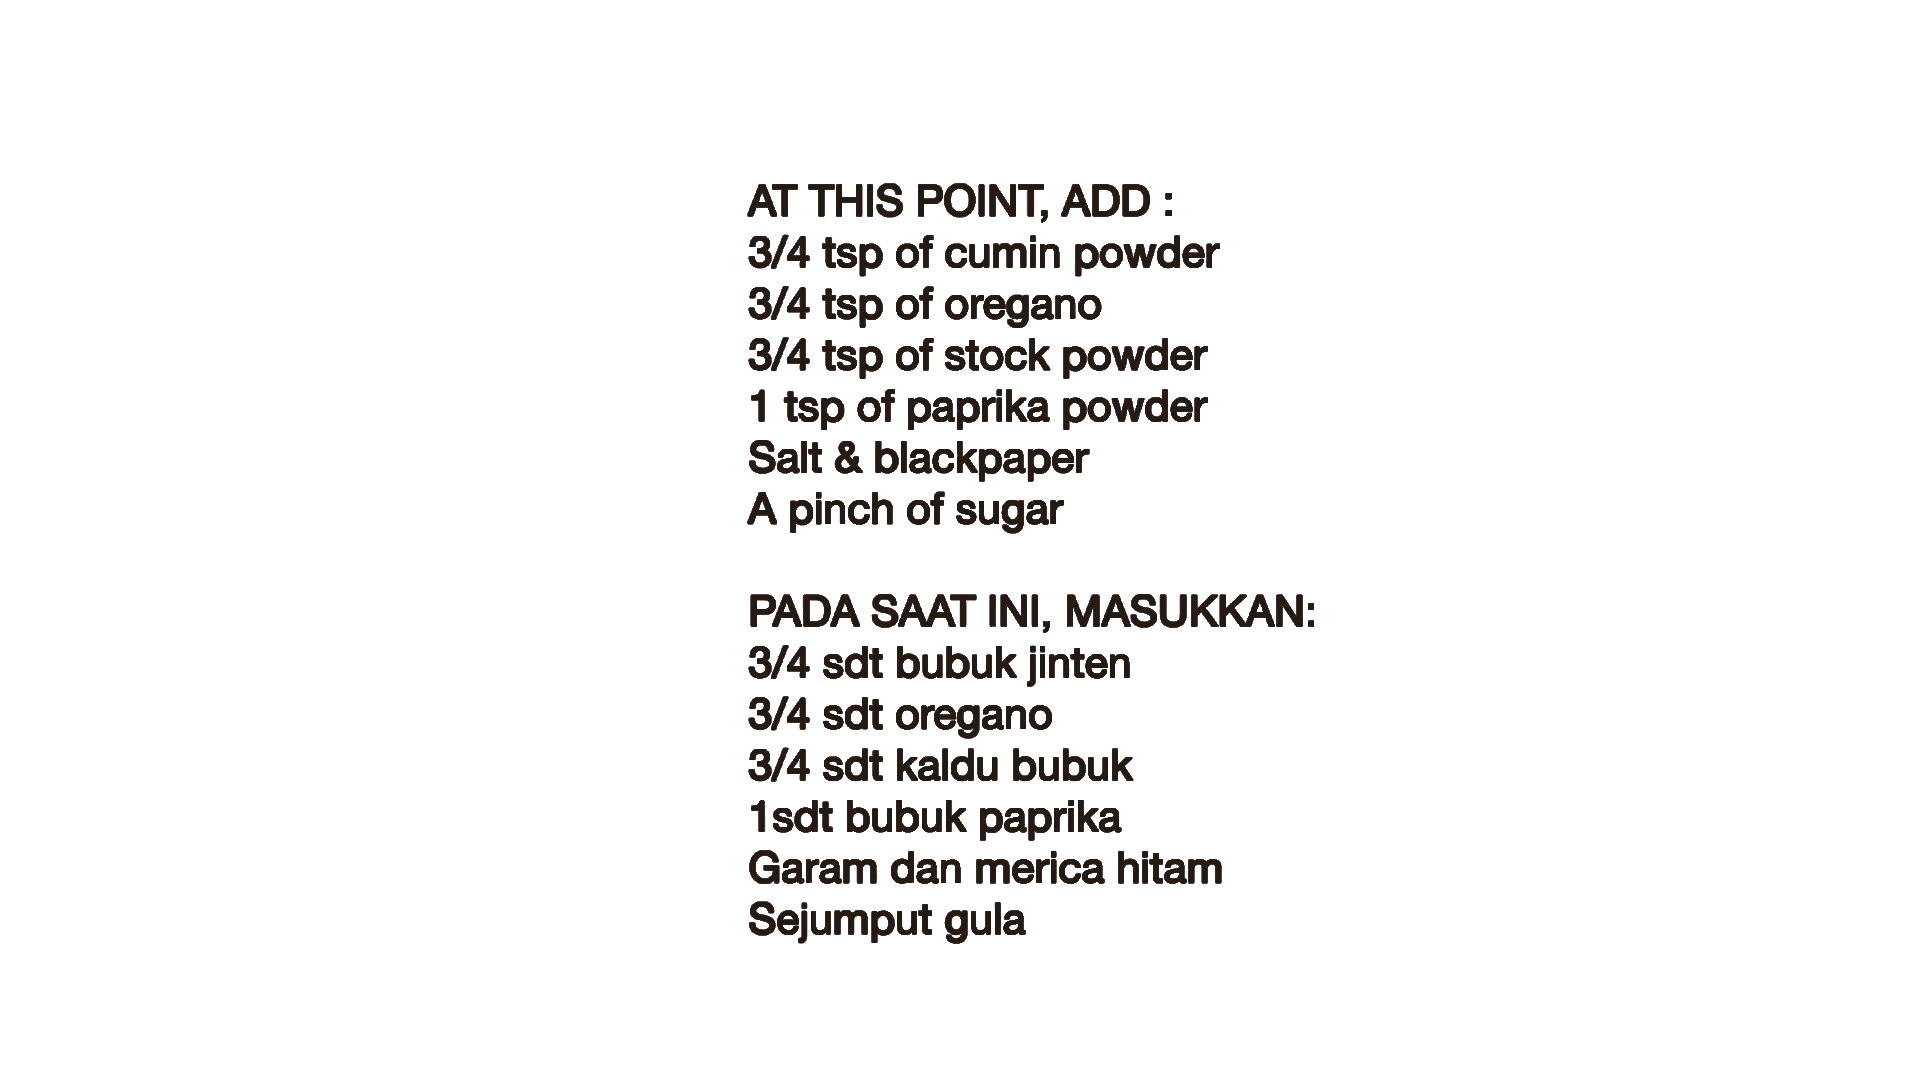 AT THIS POINT, ADD :
3/4 tsp of cumin powder
3/4 tsp of oregano
3/4 tsp of stock powder
1 tsp of paprika powder
Salt & blackpaper
A pinch of sugar
PADA SAAT INI, MASUKKAN:
3/4 sdt bubuk jinten
3/4 sdt oregano
3/4 sdt kaldu bubuk
1sdt bubuk paprika
Garam dan merica hitam
Sejumput gula